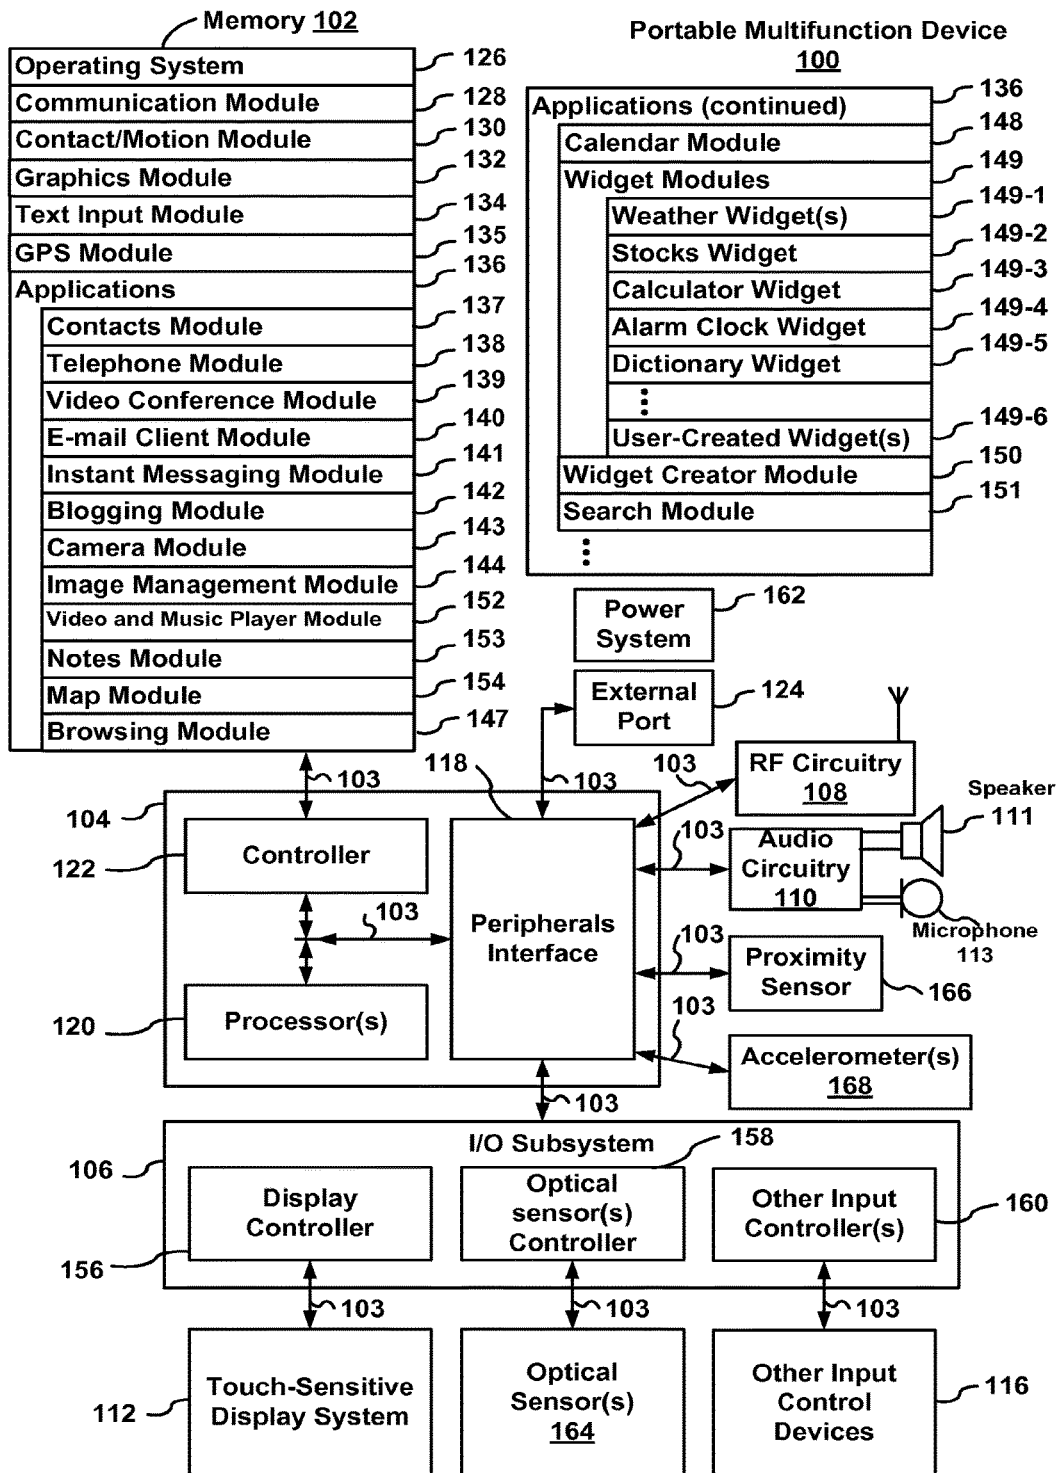 Memory 102
Operating System 126
Communication Module 128
Contact/Motion Module 130
Graphics Module 132
Text Input Module 134
GPS Module 135
Applications 136
Contacts Module 137
Telephone Module 138
Video Conference Module 139
E-mail Client Module 140
Instant Messaging Module 141
Blogging Module 142
Camera Module 143
Image Management Module 144
Video and Music Player Module 152
Notes Module 153
Map Module 154
Browsing Module 147
Portable Multifunction Device
100
Applications (continued) 136
Calendar Module 148
Widget Modules 149
Weather Widget(s) 149-1
Stocks Widget 149-2
Calculator Widget 149-3
Alarm Clock Widget 149-4
Dictionary Widget 149-5
User-Created Widget(s) 149-6
Widget Creator Module 150
Search Module 151
Power
System
162
External
Port
124
103
118
103
103
RF Circuitry
108
Speaker
111
104
122
Controller
103
Audio
Circuitry
110
Microphone
113
103
Peripherals
Interface
103
Proximity
Sensor
166
120
Processor(s)
103
Accelerometer(s)
168
103
I/O Subsystem
106
158
Display
Controller
156
Optical
sensor(s)
Controller
Other Input
Controller(s)
160
103
103
103
112
Touch-Sensitive
Display System
Optical
Sensor(s)
164
Other Input
Control
Devices
116